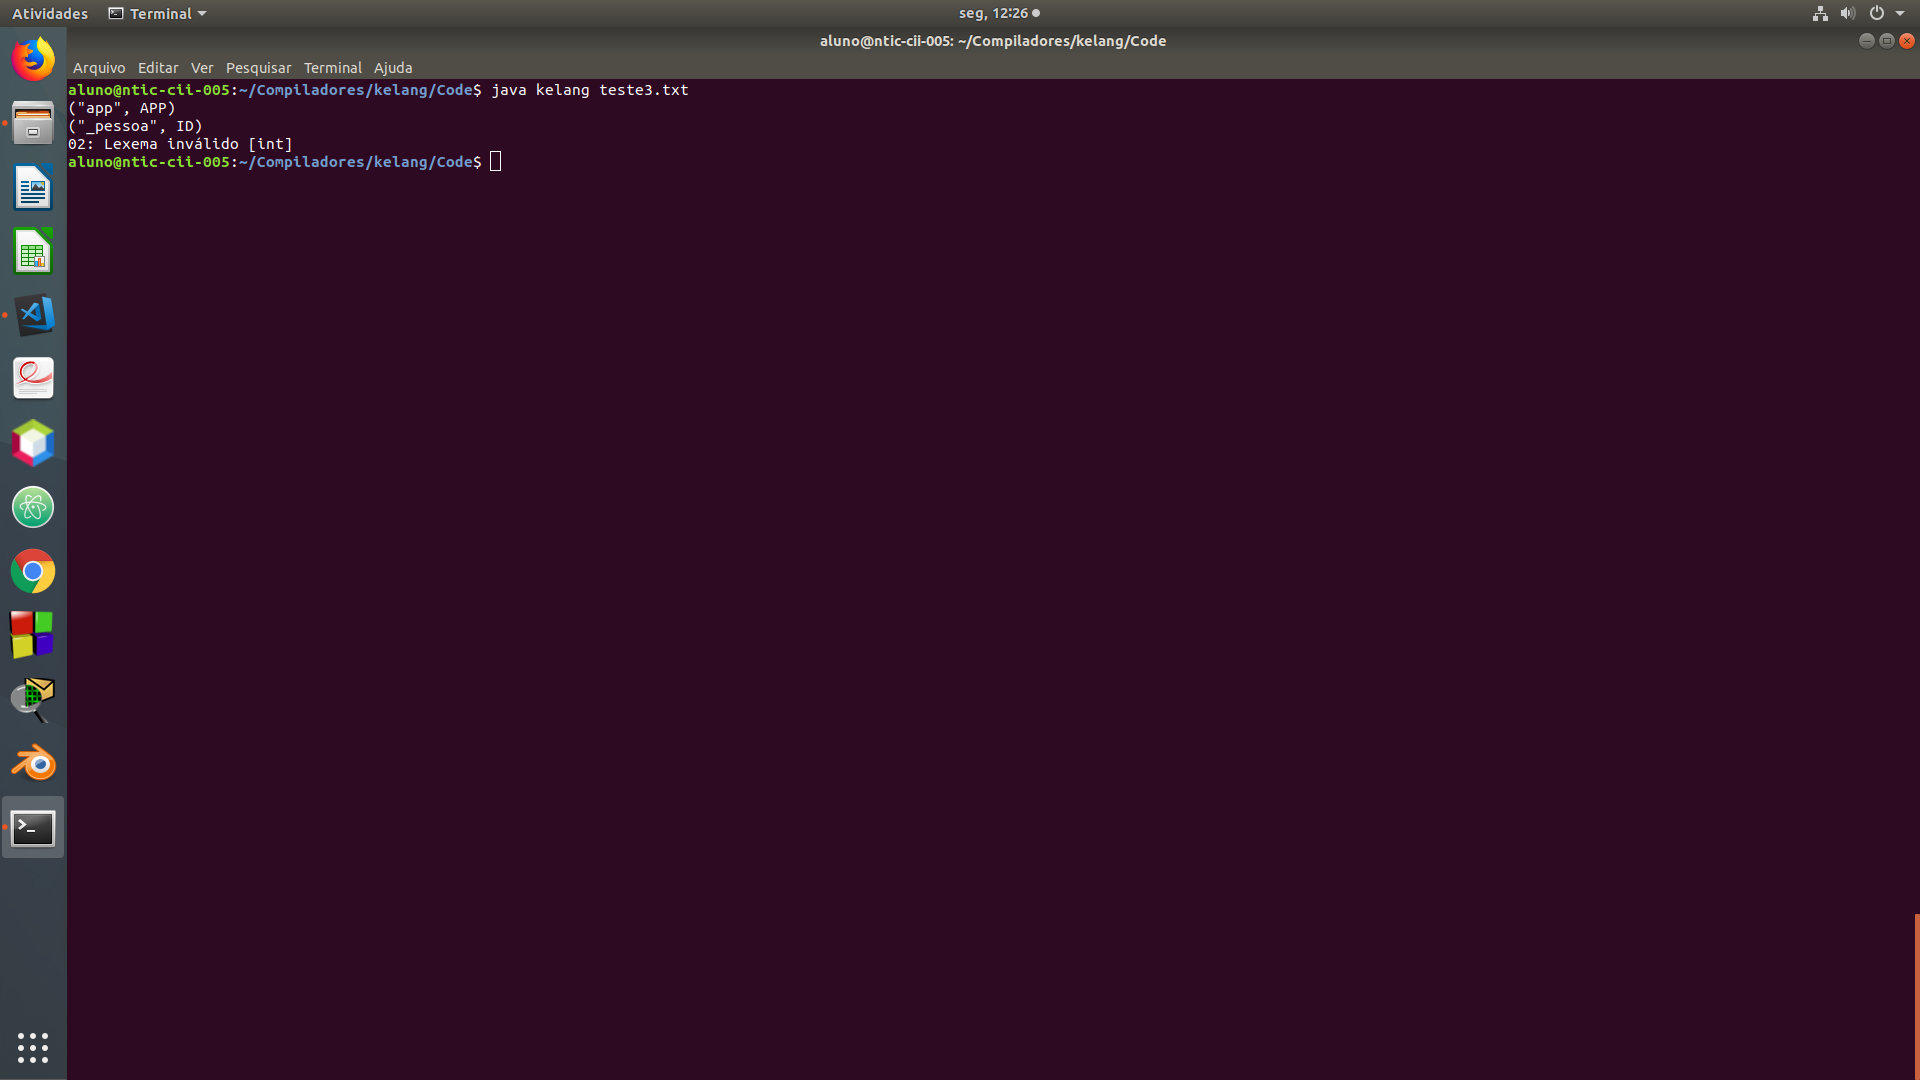 Atividades Terminal seg, 12:26
aluno@ntic-cii-005: ~/Compiladores/kelang/Code
Arquivo Editar Ver Pesquisar Terminal Ajuda
aluno@ntic-cii-005:~/Compiladores/kelang/Code$ java kelang teste3.txt
("app", APP)
("_pessoa", ID)
02: Lexema inválido [int]
aluno@ntic-cii-005:~/Compiladores/kelang/Code$